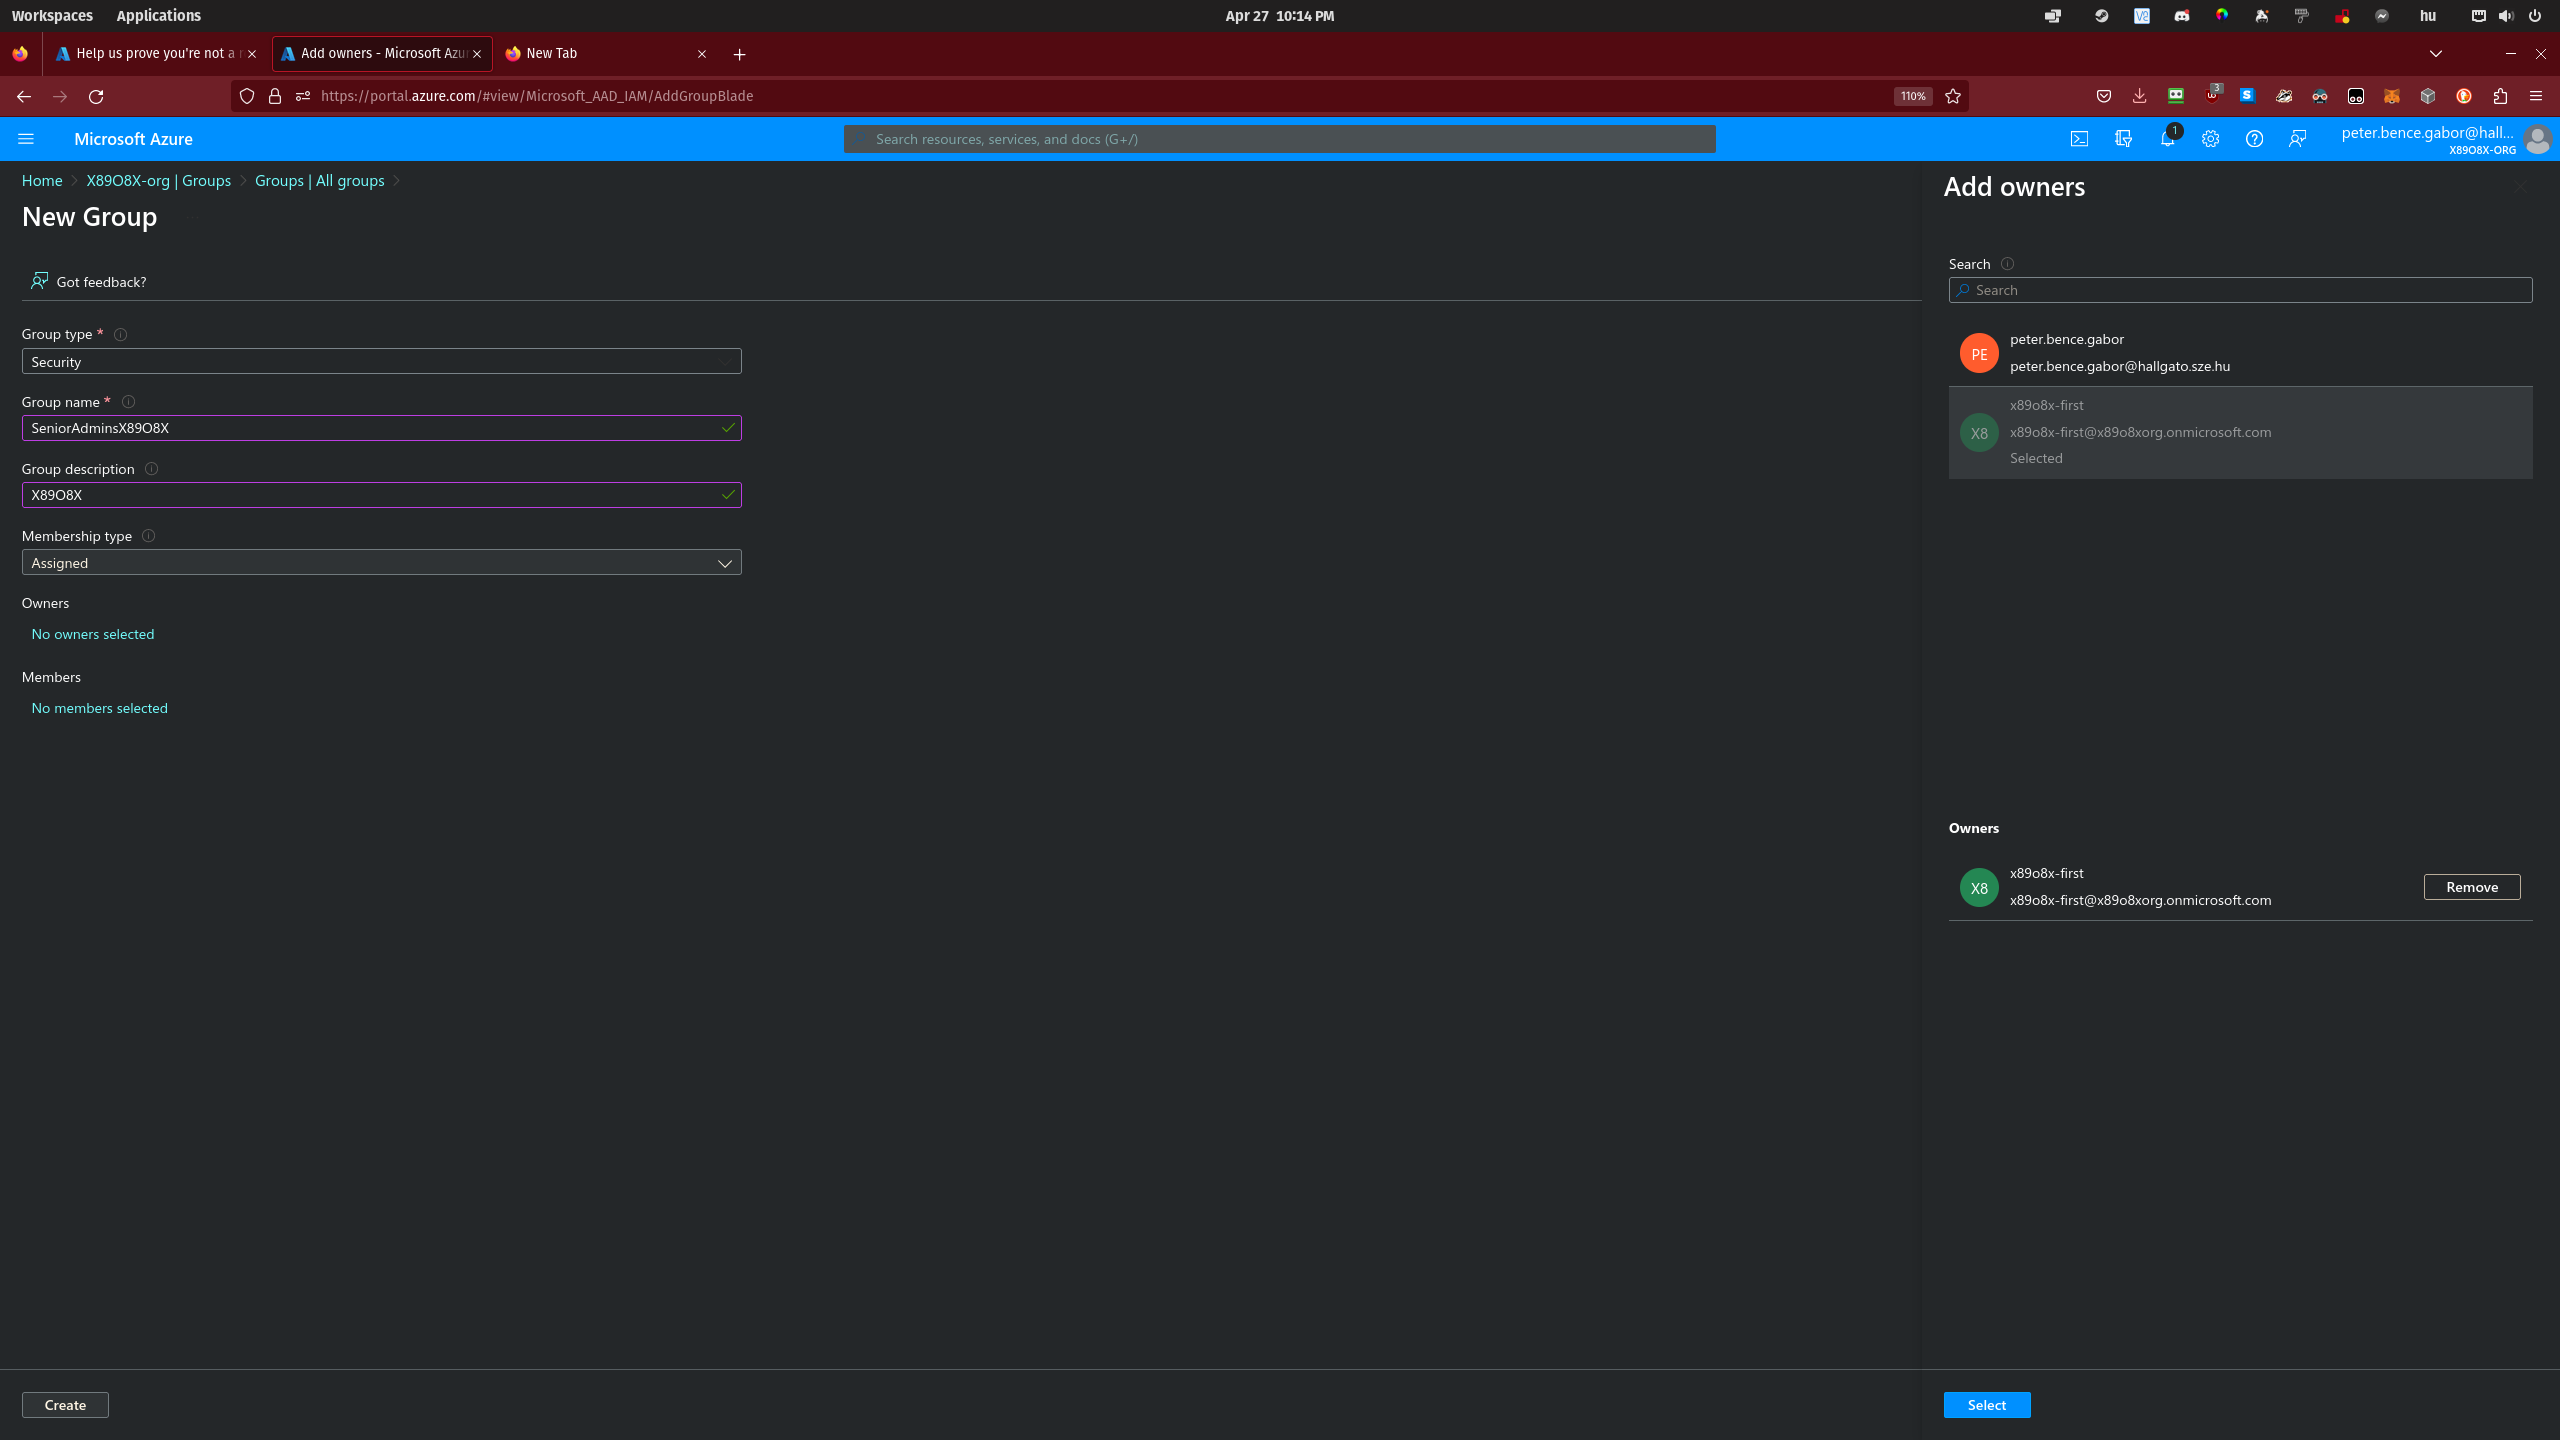 Workspaces Applications Apr 27 10:14 PM hu
Help us prove you're not a r
Add owners - Microsoft Azur
New Tab
https://portal.azure.com/#view/Microsoft_AAD_IAM/AddGroupBlade 110% 3
Microsoft Azure
Search resources, services, and docs (G+/)
1
peter.bence.gabor@hall...
X89O8X-ORG
Home
X89O8X-org | Groups
Groups | All groups
New Group
Got feedback?
Group type *
Security
Group name *
SeniorAdminsX89O8X
Group description
X89O8X
Membership type
Assigned
Owners
No owners selected
Members
No members selected
Create
Add owners
Search
Search
PE
peter.bence.gabor
peter.bence.gabor@hallgato.sze.hu
X8
x89o8x-first
x89o8x-first@x89o8xorg.onmicrosoft.com
Selected
Owners
X8
x89o8x-first
x89o8x-first@x89o8xorg.onmicrosoft.com
Remove
Select